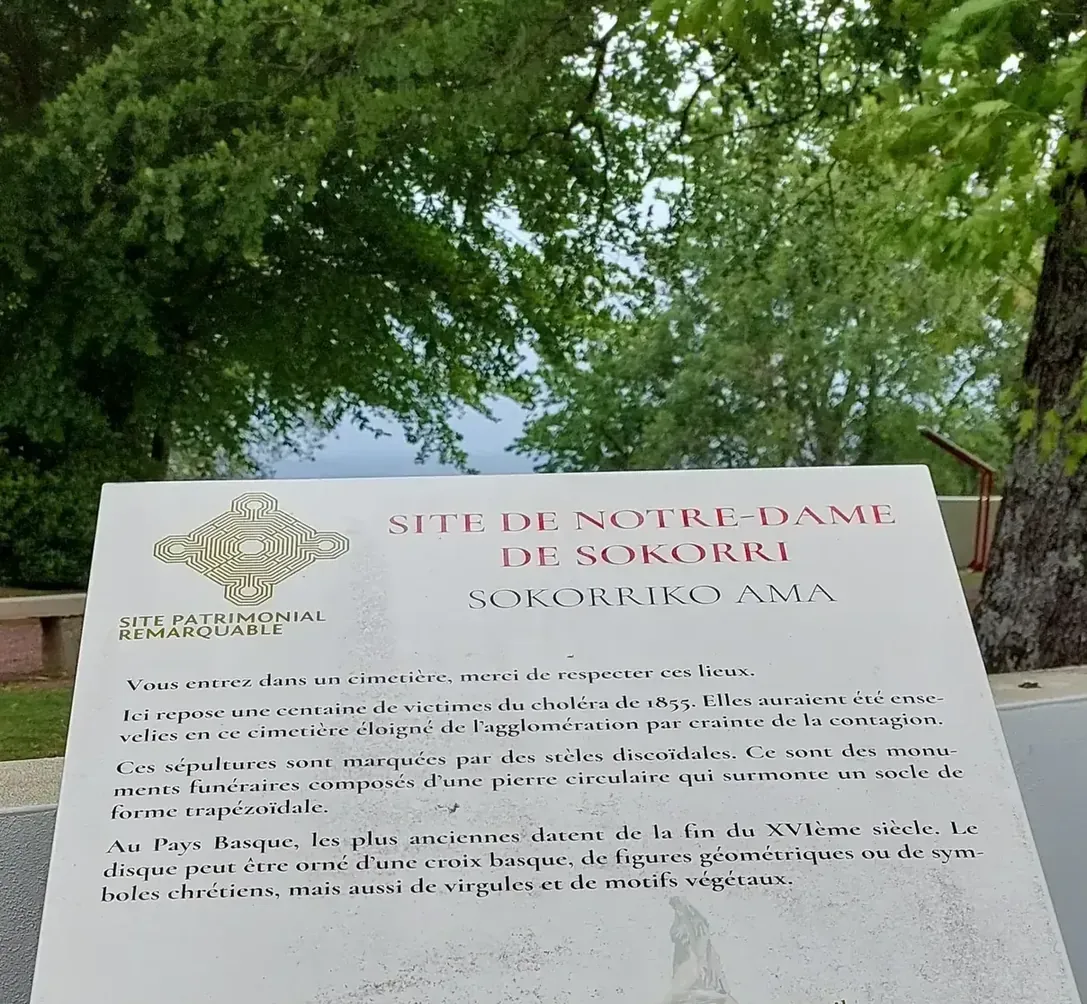 SITE PATRIMONIAL
REMARQUABLE
SITE DE NOTRE-DAME
DE SOKORRI
SOKORRIKO AMA
Vous entrez dans un cimetière, merci de respecter ces lieux.
Ici repose une centaine de victimes du choléra de 1855. Elles auraient été ense-
velies en ce cimetière éloigné de l'agglomération par crainte de la contagion.
Ces sépultures sont marquées par des stèles discoïdales. Ce sont des monu-
ments funéraires composés d'une pierre circulaire qui surmonte un socle de
forme trapézoïdale.
Au Pays Basque, les plus anciennes datent de la fin du XVIème siècle. Le
disque peut être orné d'une croix basque, de figures géométriques ou de sym-
boles chrétiens, mais aussi de virgules et de motifs végétaux.